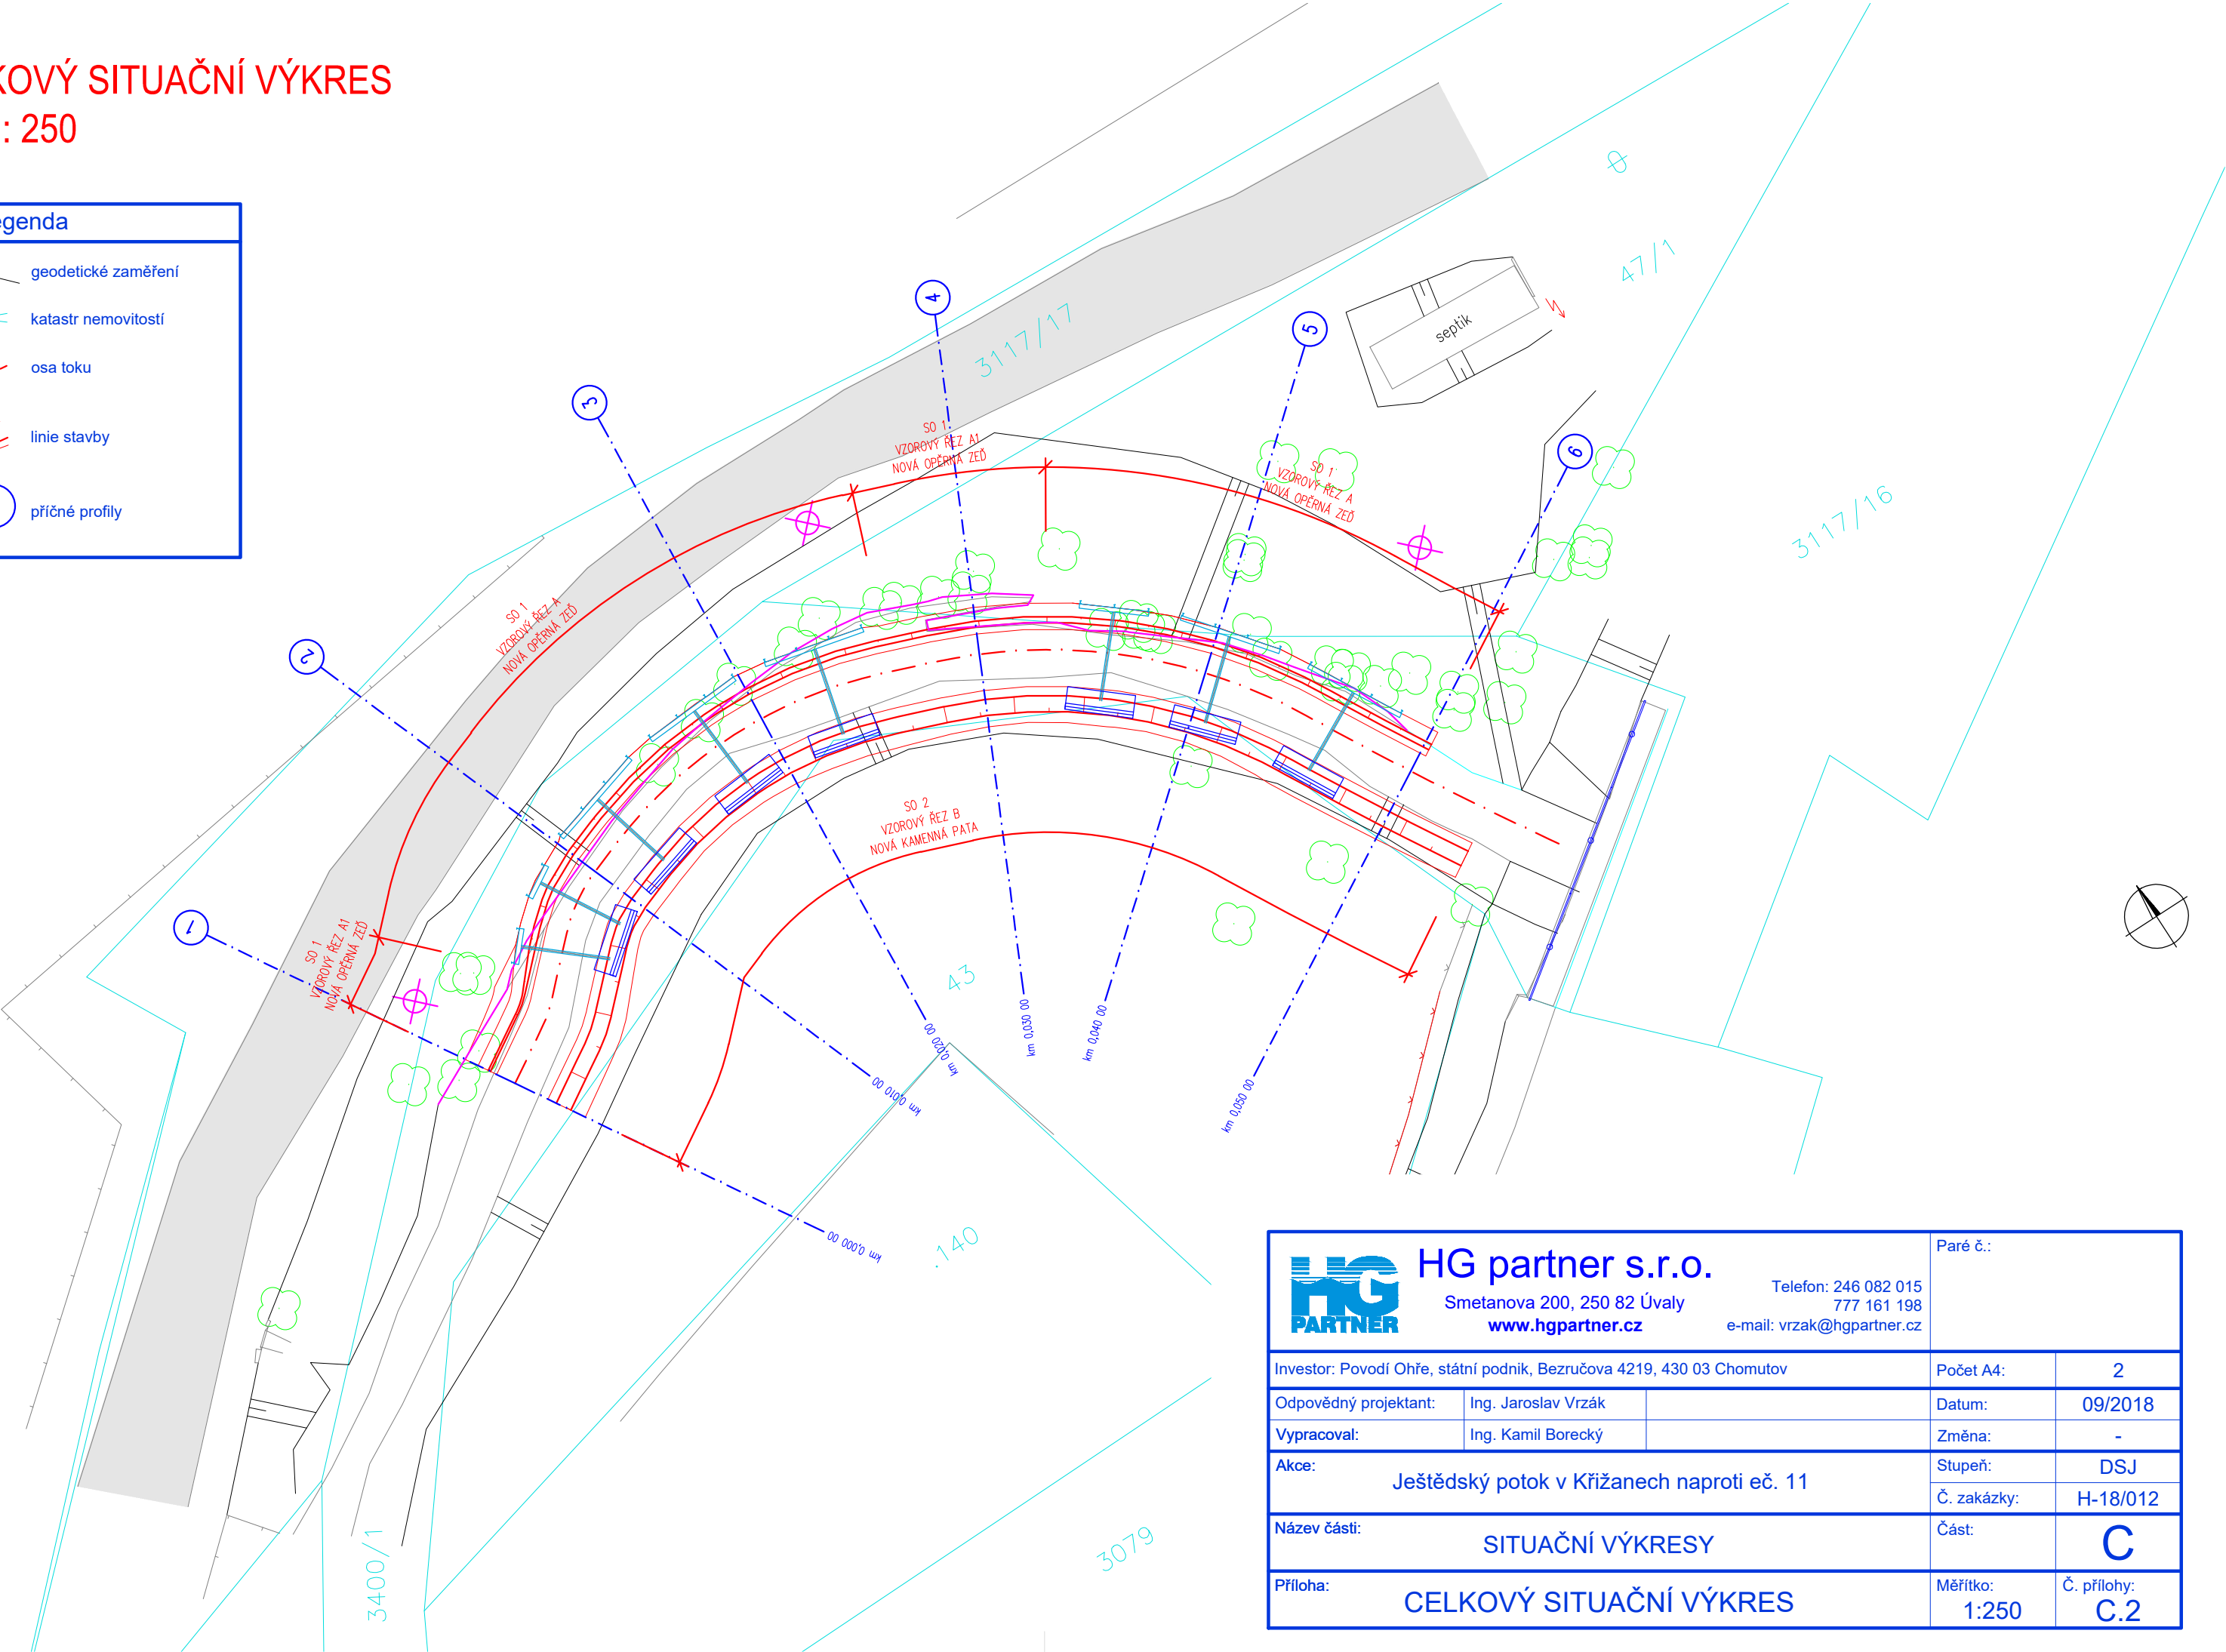 KOVÝ SITUAČNÍ VÝKRES
: 250
egenda
geodetické zaměření
katastr nemovitostí
osa toku
linie stavby
příčné profily
1
2
3
4
5
6
SO 1
VZOROVÝ ŘEZ A1
NOVÁ OPĚRNÁ ZEĎ
SO 1
VZOROVÝ ŘEZ A
NOVÁ OPĚRNÁ ZEĎ
SO 1
VZOROVÝ ŘEZ A1
NOVÁ OPĚRNÁ ZEĎ
SO 1
VZOROVÝ ŘEZ A
NOVÁ OPĚRNÁ ZEĎ
SO 2
VZOROVÝ ŘEZ B
NOVÁ KAMENNÁ PATA
septik
3117/17
47/1
3117/16
43
.140
3079
3400/1
km 0,000 00
km 0,010 00
km 0,020 00
km 0,030 00
km 0,040 00
km 0,050 00
HG
PARTNER
HG partner s.r.o.
Smetanova 200, 250 82 Úvaly
www.hgpartner.cz
Telefon: 246 082 015
777 161 198
e-mail: vrzak@hgpartner.cz
Paré č.:
Investor: Povodí Ohře, státní podnik, Bezručova 4219, 430 03 Chomutov
Počet A4: 2
Odpovědný projektant: Ing. Jaroslav Vrzák
Datum: 09/2018
Vypracoval: Ing. Kamil Borecký
Změna: -
Akce: Ještědský potok v Křižanech naproti eč. 11
Stupeň: DSJ
Č. zakázky: H-18/012
Název části: SITUAČNÍ VÝKRESY
Část: C
Příloha: CELKOVÝ SITUAČNÍ VÝKRES
Měřítko: 1:250
Č. přílohy: C.2